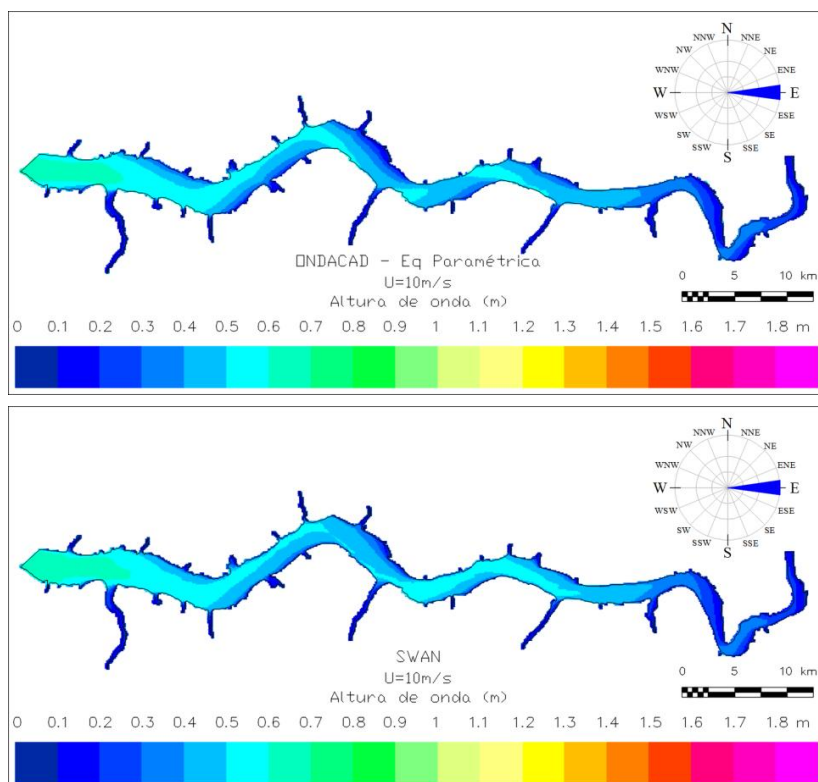 N
NNW NNE
NW NE
WNW ENE
W E
WSW ESE
SW SE
SSW SSE
S
ONDACAD - Eq Paramétrica
U=10m/s
Altura de onda (m)
0 5 10 km
0 0.1 0.2 0.3 0.4 0.5 0.6 0.7 0.8 0.9 1 1.1 1.2 1.3 1.4 1.5 1.6 1.7 1.8 m
N
NNW NNE
NW NE
WNW ENE
W E
WSW ESE
SW SE
SSW SSE
S
SWAN
U=10m/s
Altura de onda (m)
0 5 10 km
0 0.1 0.2 0.3 0.4 0.5 0.6 0.7 0.8 0.9 1 1.1 1.2 1.3 1.4 1.5 1.6 1.7 1.8 m